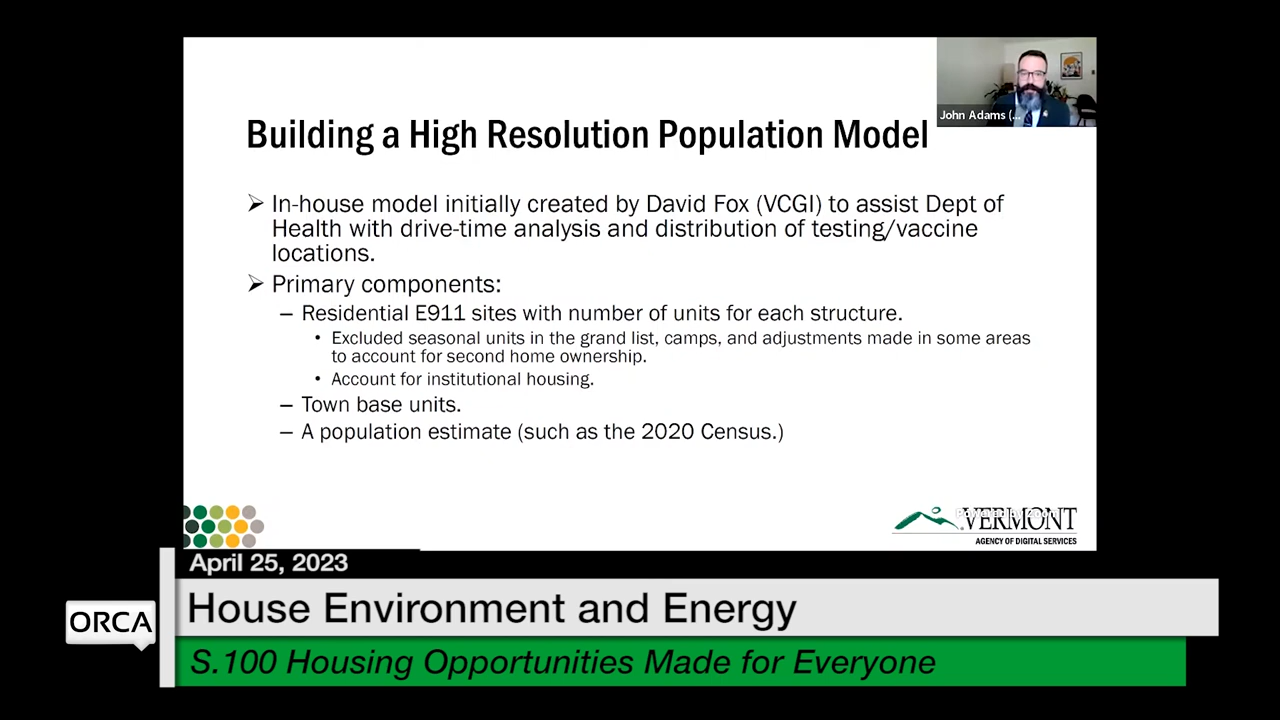 John Adams (...
Building a High Resolution Population Model
➢ In-house model initially created by David Fox (VCGI) to assist Dept of
Health with drive-time analysis and distribution of testing/vaccine
locations.
➢ Primary components:
– Residential E911 sites with number of units for each structure.
• Excluded seasonal units in the grand list, camps, and adjustments made in some areas
to account for second home ownership.
• Account for institutional housing.
– Town base units.
– A population estimate (such as the 2020 Census.)
Powered by Zoom
VERMONT
AGENCY OF DIGITAL SERVICES
April 25, 2023
ORCA
House Environment and Energy
S.100 Housing Opportunities Made for Everyone